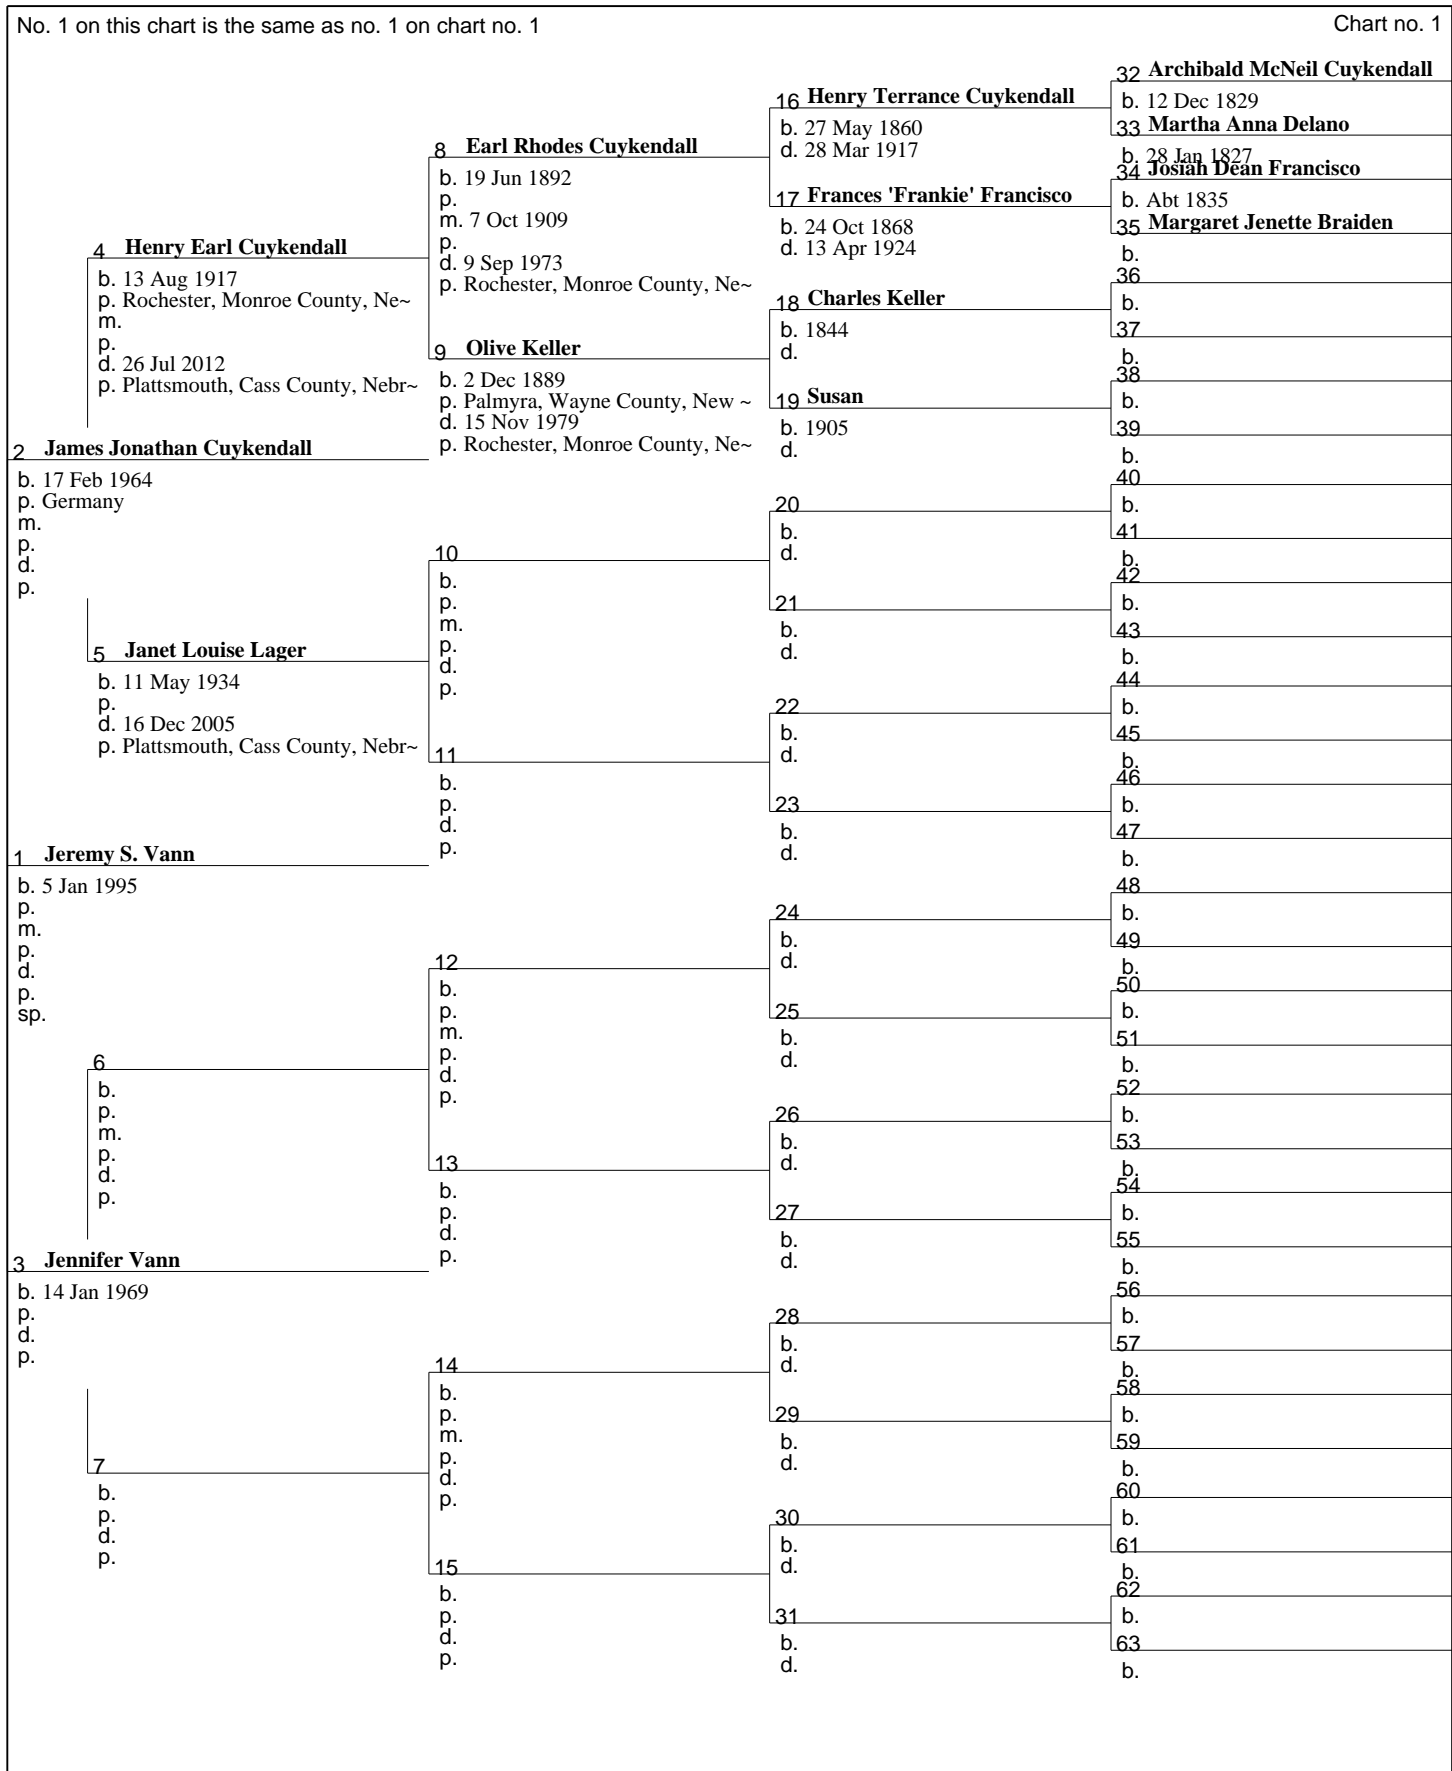 No. 1 on this chart is the same as no. 1 on chart no. 1
Chart no. 1
1 Jeremy S. Vann
b. 5 Jan 1995
p.
m.
p.
d.
p.
sp.
2 James Jonathan Cuykendall
b. 17 Feb 1964
p. Germany
m.
p.
d.
p.
3 Jennifer Vann
b. 14 Jan 1969
p.
d.
p.
4 Henry Earl Cuykendall
b. 13 Aug 1917
p. Rochester, Monroe County, Ne~
m.
p.
d. 26 Jul 2012
p. Plattsmouth, Cass County, Nebr~
5 Janet Louise Lager
b. 11 May 1934
p.
d. 16 Dec 2005
p. Plattsmouth, Cass County, Nebr~
6
b.
p.
m.
p.
d.
p.
7
b.
p.
d.
p.
8 Earl Rhodes Cuykendall
b. 19 Jun 1892
p.
m. 7 Oct 1909
p.
d. 9 Sep 1973
p. Rochester, Monroe County, Ne~
9 Olive Keller
b. 2 Dec 1889
p. Palmyra, Wayne County, New ~
d. 15 Nov 1979
p. Rochester, Monroe County, Ne~
10
b.
p.
m.
p.
d.
p.
11
b.
p.
d.
p.
12
b.
p.
m.
p.
d.
p.
13
b.
p.
d.
p.
14
b.
p.
m.
p.
d.
p.
15
b.
p.
d.
p.
16 Henry Terrance Cuykendall
b. 27 May 1860
d. 28 Mar 1917
17 Frances 'Frankie' Francisco
b. 24 Oct 1868
d. 13 Apr 1924
18 Charles Keller
b. 1844
d.
19 Susan
b. 1905
d.
20
b.
d.
21
b.
d.
22
b.
d.
23
b.
d.
24
b.
d.
25
b.
d.
26
b.
d.
27
b.
d.
28
b.
d.
29
b.
d.
30
b.
d.
31
b.
d.
32 Archibald McNeil Cuykendall
b. 12 Dec 1829
33 Martha Anna Delano
b. 28 Jan 1827
34 Josiah Dean Francisco
b. Abt 1835
35 Margaret Jenette Braiden
b.
36
b.
37
b.
38
b.
39
b.
40
b.
41
b.
42
b.
43
b.
44
b.
45
b.
46
b.
47
b.
48
b.
49
b.
50
b.
51
b.
52
b.
53
b.
54
b.
55
b.
56
b.
57
b.
58
b.
59
b.
60
b.
61
b.
62
b.
63
b.